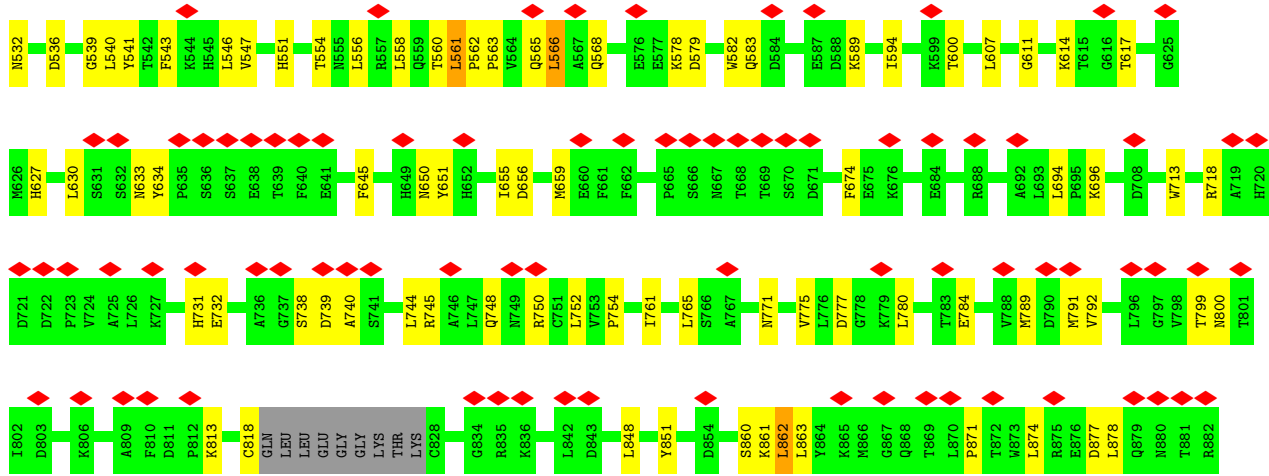 N532 D536 G539 L540 Y541 T542 F543 K544 H545 L546 V547 H551 T554 N555 L556 R557 L558 Q559 T560 L561 P562 P563 V564 Q565 L566 A567 Q568 E576 E577 K578 D579 W582 Q583 D584 E587 D588 K589 I594 K599 T600 L607 G611 K614 T615 G616 T617 G625
M626 H627 L630 S631 S632 N633 Y634 P635 S636 S637 E638 T639 F640 E641 F645 H649 N650 Y651 H652 I655 D656 M659 E660 F661 F662 P665 S666 N667 T668 T669 S670 D671 F674 E675 K676 E684 R688 A692 L693 L694 P695 K696 D708 W713 R718 A719 H720
D721 D722 P723 V724 A725 L726 K727 H731 E732 A736 G737 S738 D739 A740 S741 L744 R745 A746 L747 Q748 N749 R750 C751 L752 V753 P754 I761 L765 S766 A767 N771 V775 L776 D777 G778 K779 L780 T783 E784 V788 M789 D790 M791 V792 L796 G797 V798 T799 N800 T801
I802 D803 K806 A809 F810 D811 P812 K813 C818 GLN LEU LEU GLU GLY GLY LYS THR LYS C828 G834 R835 K836 L842 D843 L848 Y851 D854 S860 K861 L862 L863 Y864 K865 M866 G867 Q868 T869 L870 P871 T872 W873 L874 R875 E876 D877 L878 Q879 N880 T881 R882